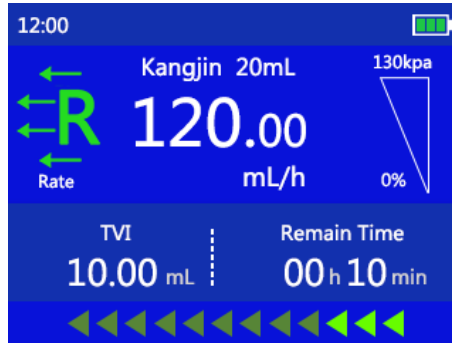 12:00
Kangjin 20mL
130kpa
R
120.00
mL/h
Rate
0%
TVI
Remain Time
10.00 mL
00 h 10 min